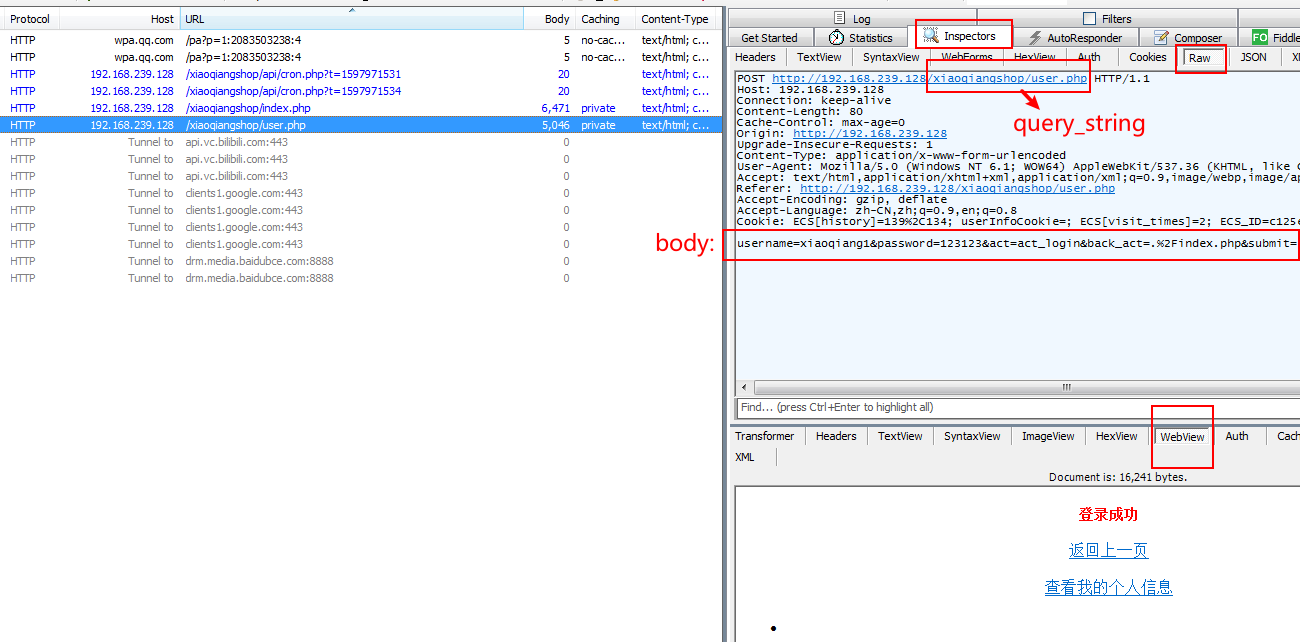 Protocol Host URL Body Caching Content-Type
HTTP wpa.qq.com /pa?p=1:2083503238:4 5 no-cac... text/html; c...
HTTP wpa.qq.com /pa?p=1:2083503238:4 5 no-cac... text/html; c...
HTTP 192.168.239.128 /xiaoqiangshop/api/cron.php?t=1597971531 20 text/html; c...
HTTP 192.168.239.128 /xiaoqiangshop/api/cron.php?t=1597971534 20 text/html; c...
HTTP 192.168.239.128 /xiaoqiangshop/index.php 6,471 private text/html; c...
HTTP 192.168.239.128 /xiaoqiangshop/user.php 5,046 private text/html; c...
HTTP Tunnel to api.vc.bilibili.com:443 0
HTTP Tunnel to api.vc.bilibili.com:443 0
HTTP Tunnel to api.vc.bilibili.com:443 0
HTTP Tunnel to clients1.google.com:443 0
HTTP Tunnel to clients1.google.com:443 0
HTTP Tunnel to clients1.google.com:443 0
HTTP Tunnel to clients1.google.com:443 0
HTTP Tunnel to drm.media.baidubce.com:8888 0
HTTP Tunnel to drm.media.baidubce.com:8888 0
Log Filters
Get Started Statistics Inspectors AutoResponder Composer FO Fiddle
Headers TextView SyntaxView WebForms HexView Auth Cookies Raw JSON
POST http://192.168.239.128/xiaoqiangshop/user.php HTTP/1.1
Host: 192.168.239.128
Connection: keep-alive
Content-Length: 80
Cache-Control: max-age=0
Origin: http://192.168.239.128
Upgrade-Insecure-Requests: 1
Content-Type: application/x-www-form-urlencoded
User-Agent: Mozilla/5.0 (Windows NT 6.1; WOW64) AppleWebKit/537.36 (KHTML, like
Accept: text/html,application/xhtml+xml,application/xml;q=0.9,image/webp,image/ap
Referer: http://192.168.239.128/xiaoqiangshop/user.php
Accept-Encoding: gzip, deflate
Accept-Language: zh-CN,zh;q=0.9,en;q=0.8
Cookie: ECS[history]=139%2C134; userInfoCookie=; ECS[visit_times]=2; ECS_ID=c125e
query_string
body:
username=xiaoqiang1&password=123123&act=act_login&back_act=.%2Findex.php&submit=
Find... (press Ctrl+Enter to highlight all)
Transformer Headers TextView SyntaxView ImageView HexView WebView Auth Cach
XML
Document is: 16,241 bytes.
登录成功
返回上一页
查看我的个人信息